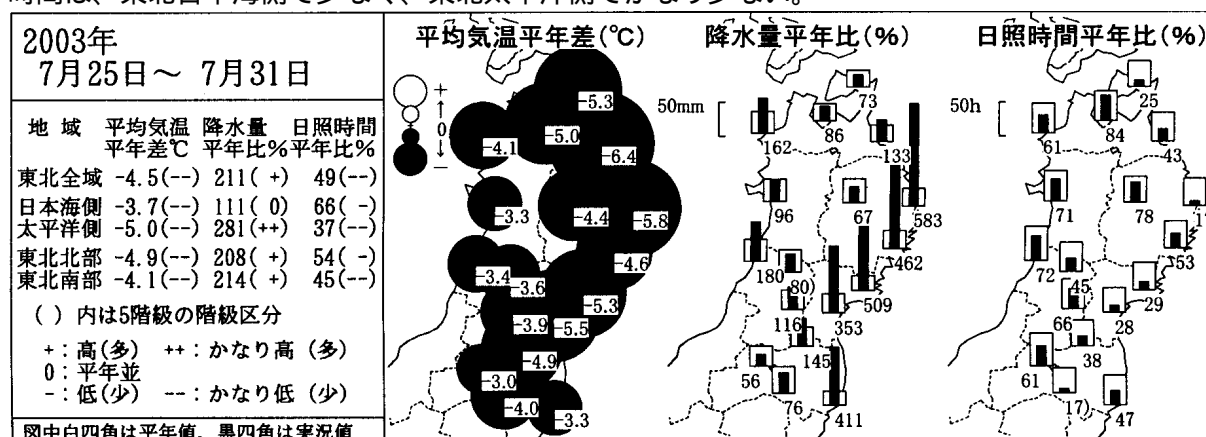 2003年
7月25日～ 7月31日
地 域 平均気温 降水量 日照時間
平年差℃ 平年比% 平年比%
東北全域 -4.5(--) 211( +) 49(--)
日本海側 -3.7(--) 111( 0) 66( -)
太平洋側 -5.0(--) 281(++) 37(--)
東北北部 -4.9(--) 208( +) 54( -)
東北南部 -4.1(--) 214( +) 45(--)
( ) 内は5階級の階級区分
+：高(多) ++：かなり高 (多)
0：平年並
-：低(少) --：かなり低 (少)
図中白四角は平年値、黒四角は実況値
平均気温平年差(℃)
+
0
-
-5.3
-5.0
-4.1
-6.4
-3.3
-4.4
-5.8
-4.6
-3.4
-3.6
-5.3
-3.9
-5.5
-4.9
-3.0
-4.0
-3.3
降水量平年比(%)
50mm
73
86
162
133
96
67
583
462
180
80)
509
116
353
145
56
76
411
日照時間平年比(%)
50h
25
84
61
43
71
78
53
72
45
29
66
28
38
61
17)
47